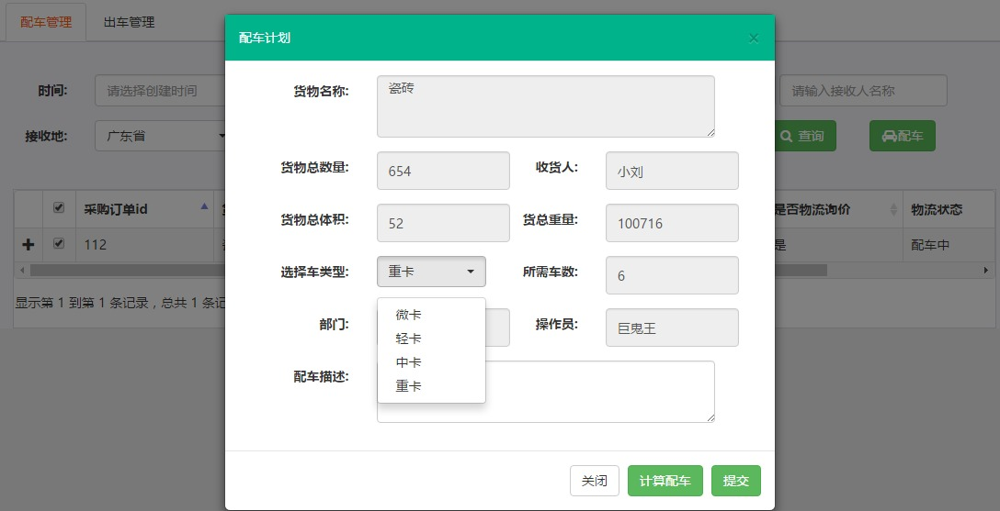 配车管理 出车管理
配车计划 ×
时间: 请选择创建时间 请输入接收人名称
货物名称: 瓷砖
接收地: 广东省 查询 配车
货物总数量: 654 收货人: 小刘
采购订单id 是否物流询价 物流状态
货物总体积: 52 货总重量: 100716
112 是 配车中
选择车类型: 重卡 所需车数: 6
显示第 1 到第 1 条记录，总共 1 条记
微卡
轻卡
中卡
重卡
部门: 操作员: 巨鬼王
配车描述:
关闭 计算配车 提交